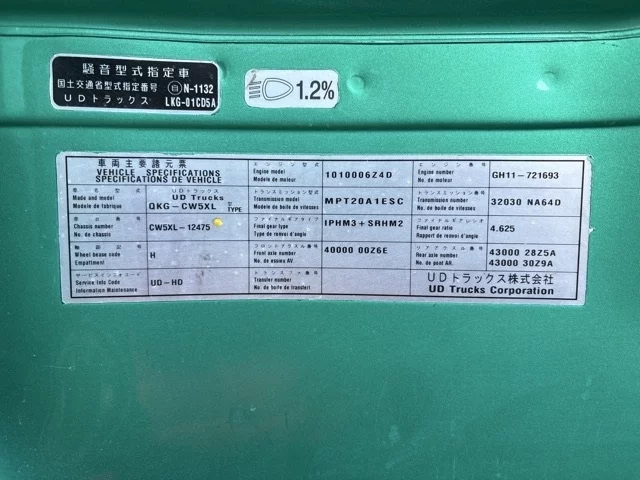 騒音型式指定車
国土交通省型式指定番号 自 N-1132
UDトラックス LKG-01CD5A
1.2%
車両主要諸元票
VEHICLE SPECIFICATIONS
SPECIFICATIONS DE VEHICLE
車名型式
Make and model
Modele de fabrique
UDトラックス
UD Trucks
QKG-CW5XL 型 TYPE
車台番号
Chassis number
No. de chassis
CW5XL-12475
軸距記号
Wheel base code
Empattment
H
サービスインフォコード
Service Info Code
Information Maintenance
UD-HD
エンジン型式
Engine model
Modele de moteur
1010006Z4D
トランスミッション型式
Transmission model
Modele de boite de vitesses
MPT20A1ESC
ファイナルギアタイプ
Final gear type
Type de rapport d'angle
IPHM3+SRHM2
フロントアクスル番号
Front axle number
No. de essieu AV
40000 00Z6E
トランスファ番号
Transfer number
No. de boite de transfert
エンジン番号
Engine number
No. de moteur
GH11-721693
トランスミッション番号
Transmission number
No. de boite de vitesses
32030 NA64D
ファイナルギアレシオ
Final gear ratio
Rapport de renvoi d'angle
4.625
リアアクスル番号
Rear axle number
No. de pont AR.
43000 28Z5A
43000 30Z9A
UDトラックス株式会社
UD Trucks Corporation